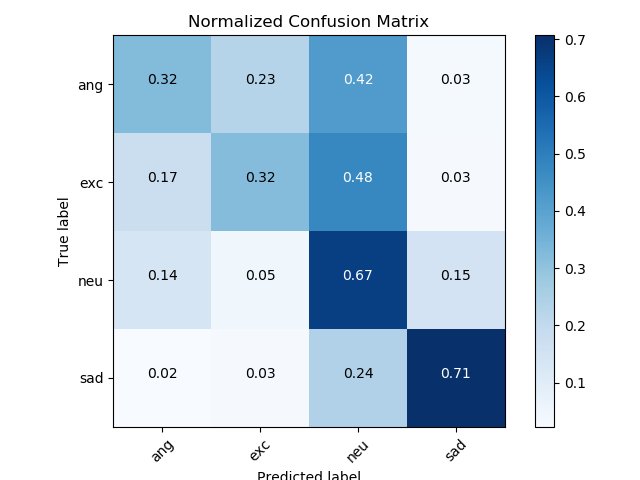 Normalized Confusion Matrix
ang 0.32 0.23 0.42 0.03
exc 0.17 0.32 0.48 0.03
neu 0.14 0.05 0.67 0.15
sad 0.02 0.03 0.24 0.71
True label
ang exc neu sad
Predicted label
0.7
0.6
0.5
0.4
0.3
0.2
0.1